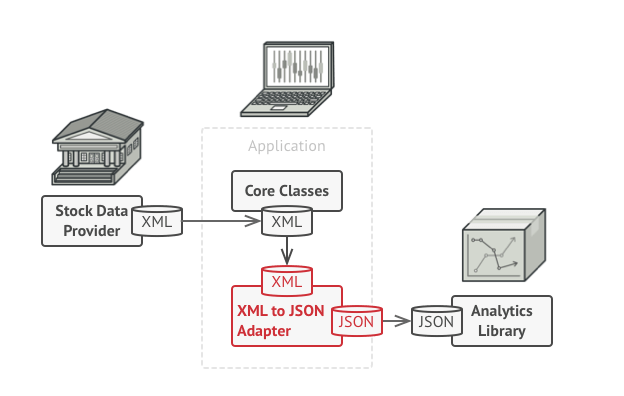 Application
Core Classes
XML
Stock Data
Provider
XML
XML
XML to JSON
Adapter
JSON
JSON
Analytics
Library